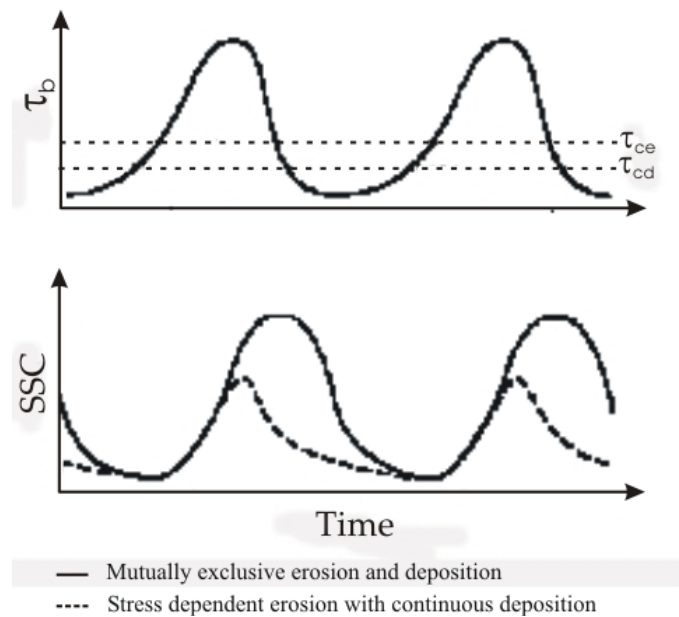 τb
τce
τcd
SSC
Time
Mutually exclusive erosion and deposition
Stress dependent erosion with continuous deposition